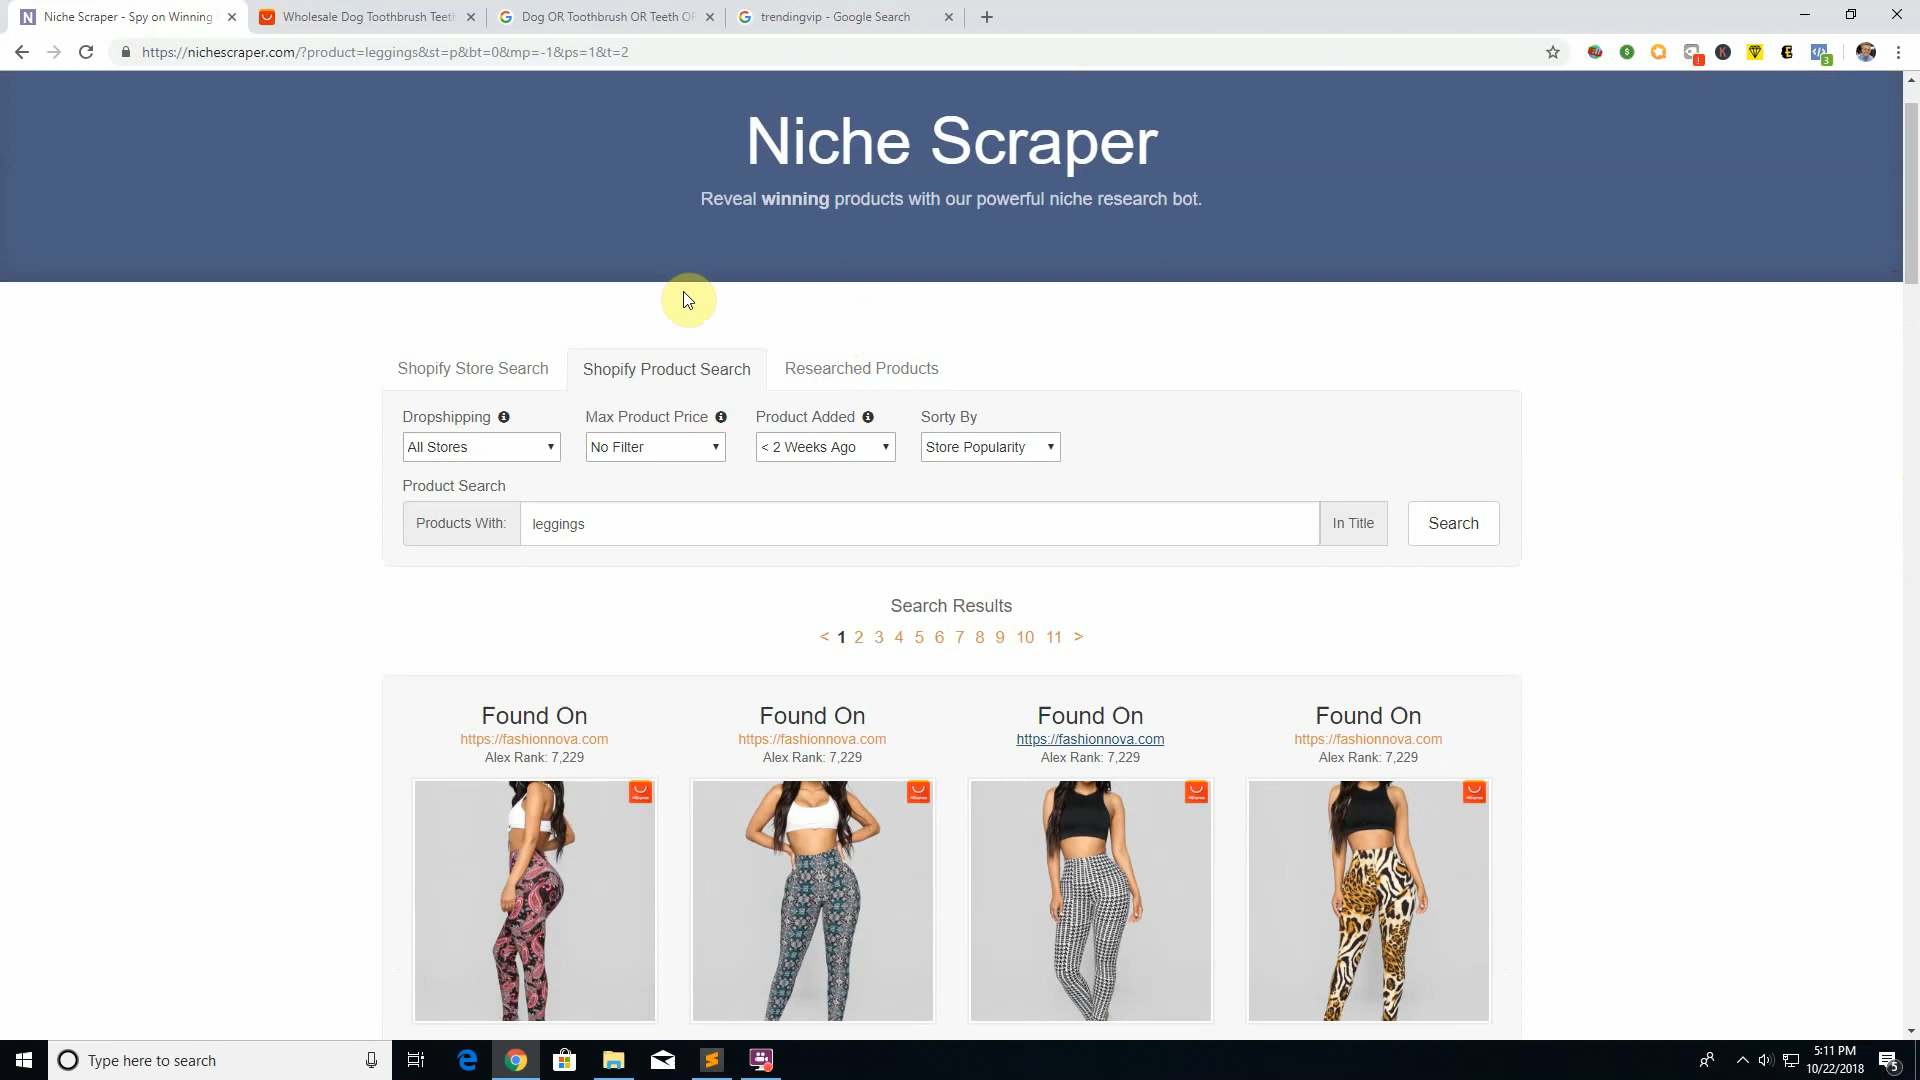 Niche Scraper - Spy on Winning
Wholesale Dog Toothbrush Teeth
Dog OR Toothbrush OR Teeth OR
trendingvip - Google Search
https://nichescraper.com/?product=leggings&st=p&bt=0&mp=-1&ps=1&t=2
Niche Scraper
Reveal winning products with our powerful niche research bot.
Shopify Store Search
Shopify Product Search
Researched Products
Dropshipping
Max Product Price
Product Added
Sorty By
All Stores
No Filter
< 2 Weeks Ago
Store Popularity
Product Search
Products With:
leggings
In Title
Search
Search Results
< 1 2 3 4 5 6 7 8 9 10 11 >
Found On
https://fashionnova.com
Alex Rank: 7,229
Found On
https://fashionnova.com
Alex Rank: 7,229
Found On
https://fashionnova.com
Alex Rank: 7,229
Found On
https://fashionnova.com
Alex Rank: 7,229
Type here to search
5:11 PM
10/22/2018
5